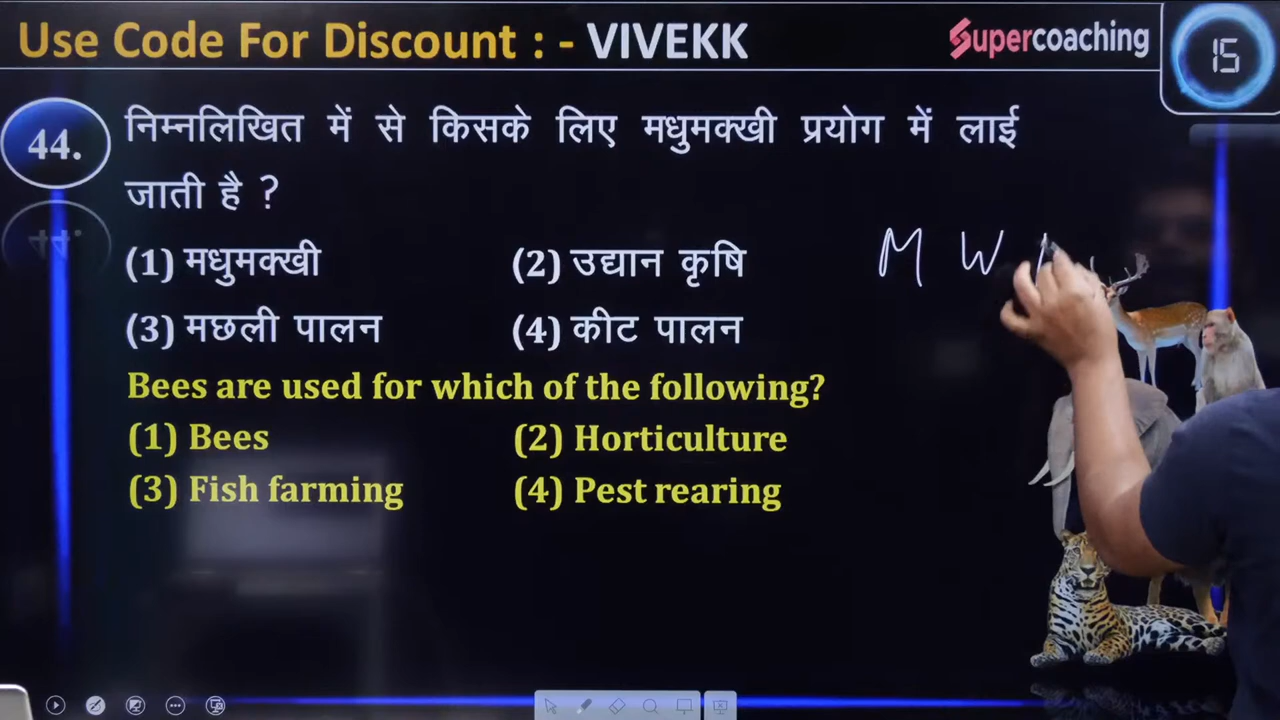 Use Code For Discount : - VIVEKK
Supercoaching
15
44.
निम्नलिखित में से किसके लिए मधुमक्खी प्रयोग में लाई
जाती है ?
(1) मधुमक्खी (2) उद्यान कृषि
M W
(3) मछली पालन (4) कीट पालन
Bees are used for which of the following?
(1) Bees (2) Horticulture
(3) Fish farming (4) Pest rearing